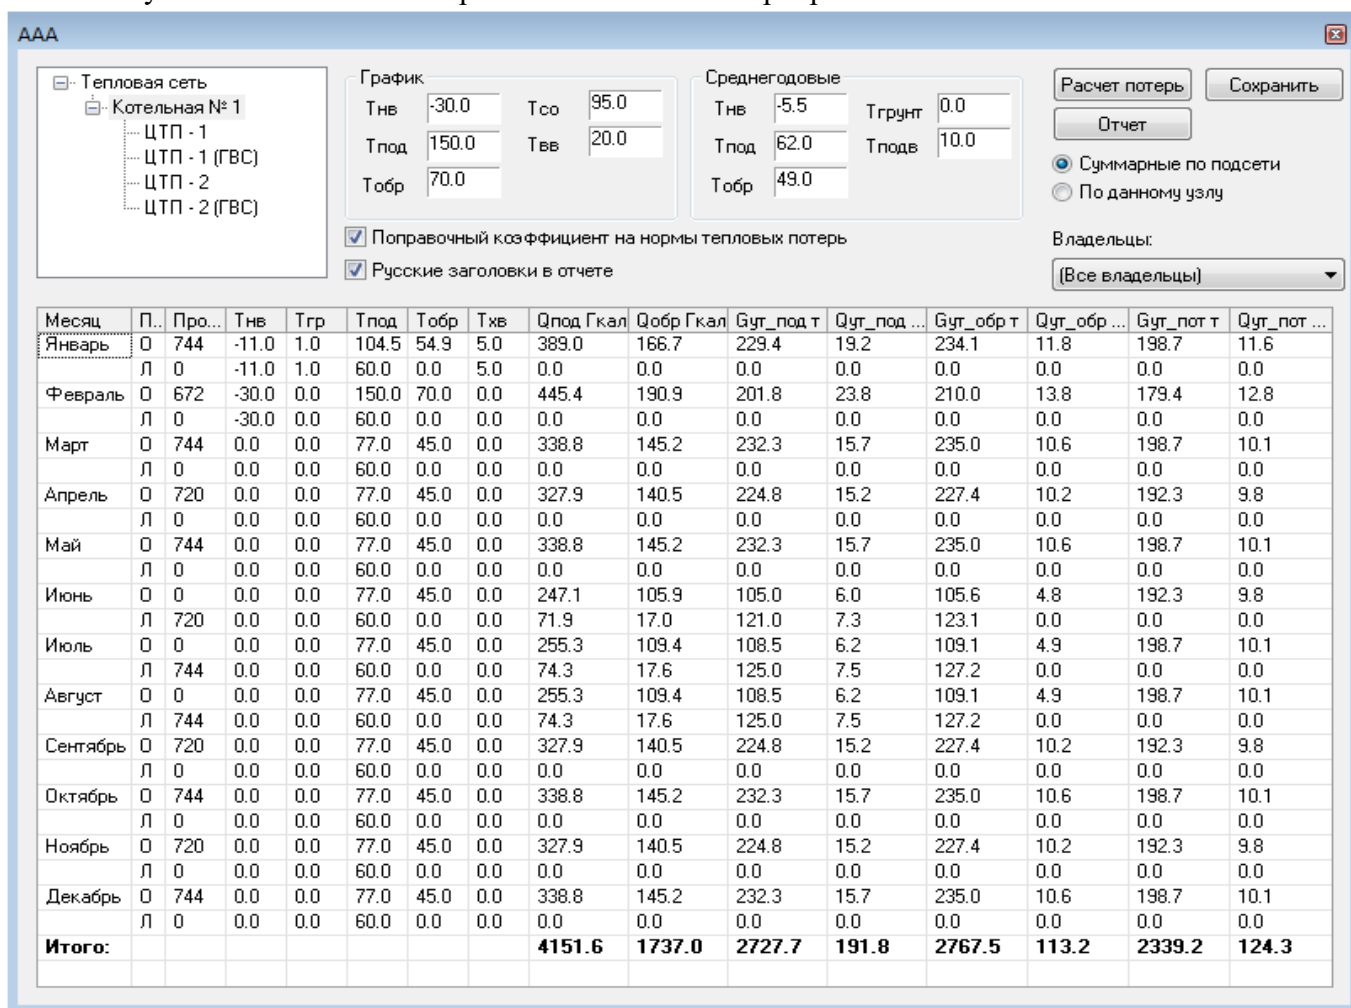 AAA
Тепловая сеть
Котельная № 1
ЦТП - 1
ЦТП - 1 (ГВС)
ЦТП - 2
ЦТП - 2 (ГВС)
График
Тнв -30.0 Тсо 95.0
Тпод 150.0 Твв 20.0
Тобр 70.0
Среднегодовые
Тнв -5.5 Тгрунт 0.0
Тпод 62.0 Тподв 10.0
Тобр 49.0
Расчет потерь Сохранить
Отчет
Суммарные по подсети
По данному узлу
Поправочный коэффициент на нормы тепловых потерь
Русские заголовки в отчете
Владельцы:
(Все владельцы)
Месяц П.. Про... Тнв Тгр Тпод Тобр Тхв Qпод Гкал Qобр Гкал Gут_под т Qут_под ... Gут_обр т Qут_обр ... Gут_пот т Qут_пот ...
Январь О 744 -11.0 1.0 104.5 54.9 5.0 389.0 166.7 229.4 19.2 234.1 11.8 198.7 11.6
Л 0 -11.0 1.0 60.0 0.0 5.0 0.0 0.0 0.0 0.0 0.0 0.0 0.0 0.0
Февраль О 672 -30.0 0.0 150.0 70.0 0.0 445.4 190.9 201.8 23.8 210.0 13.8 179.4 12.8
Л 0 -30.0 0.0 60.0 0.0 0.0 0.0 0.0 0.0 0.0 0.0 0.0 0.0 0.0
Март О 744 0.0 0.0 77.0 45.0 0.0 338.8 145.2 232.3 15.7 235.0 10.6 198.7 10.1
Л 0 0.0 0.0 60.0 0.0 0.0 0.0 0.0 0.0 0.0 0.0 0.0 0.0 0.0
Апрель О 720 0.0 0.0 77.0 45.0 0.0 327.9 140.5 224.8 15.2 227.4 10.2 192.3 9.8
Л 0 0.0 0.0 60.0 0.0 0.0 0.0 0.0 0.0 0.0 0.0 0.0 0.0 0.0
Май О 744 0.0 0.0 77.0 45.0 0.0 338.8 145.2 232.3 15.7 235.0 10.6 198.7 10.1
Л 0 0.0 0.0 60.0 0.0 0.0 0.0 0.0 0.0 0.0 0.0 0.0 0.0 0.0
Июнь О 0 0.0 0.0 77.0 45.0 0.0 247.1 105.9 105.0 6.0 105.6 4.8 192.3 9.8
Л 720 0.0 0.0 60.0 0.0 0.0 71.9 17.0 121.0 7.3 123.1 0.0 0.0 0.0
Июль О 0 0.0 0.0 77.0 45.0 0.0 255.3 109.4 108.5 6.2 109.1 4.9 198.7 10.1
Л 744 0.0 0.0 60.0 0.0 0.0 74.3 17.6 125.0 7.5 127.2 0.0 0.0 0.0
Август О 0 0.0 0.0 77.0 45.0 0.0 255.3 109.4 108.5 6.2 109.1 4.9 198.7 10.1
Л 744 0.0 0.0 60.0 0.0 0.0 74.3 17.6 125.0 7.5 127.2 0.0 0.0 0.0
Сентябрь О 720 0.0 0.0 77.0 45.0 0.0 327.9 140.5 224.8 15.2 227.4 10.2 192.3 9.8
Л 0 0.0 0.0 60.0 0.0 0.0 0.0 0.0 0.0 0.0 0.0 0.0 0.0 0.0
Октябрь О 744 0.0 0.0 77.0 45.0 0.0 338.8 145.2 232.3 15.7 235.0 10.6 198.7 10.1
Л 0 0.0 0.0 60.0 0.0 0.0 0.0 0.0 0.0 0.0 0.0 0.0 0.0 0.0
Ноябрь О 720 0.0 0.0 77.0 45.0 0.0 327.9 140.5 224.8 15.2 227.4 10.2 192.3 9.8
Л 0 0.0 0.0 60.0 0.0 0.0 0.0 0.0 0.0 0.0 0.0 0.0 0.0 0.0
Декабрь О 744 0.0 0.0 77.0 45.0 0.0 338.8 145.2 232.3 15.7 235.0 10.6 198.7 10.1
Л 0 0.0 0.0 60.0 0.0 0.0 0.0 0.0 0.0 0.0 0.0 0.0 0.0 0.0
Итого: 4151.6 1737.0 2727.7 191.8 2767.5 113.2 2339.2 124.3